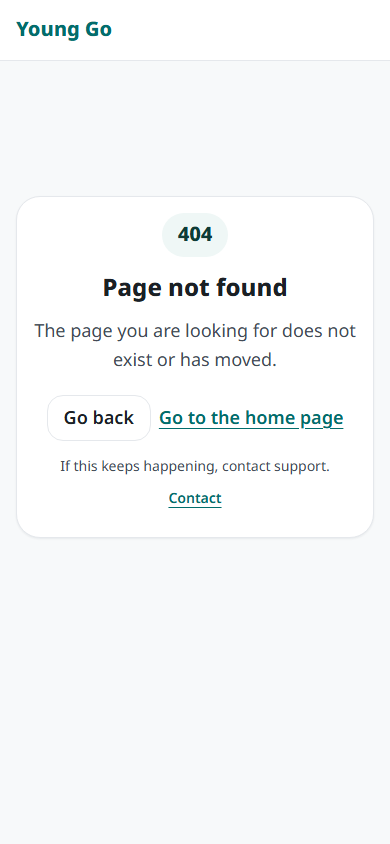 Young Go
404
Page not found
The page you are looking for does not
exist or has moved.
Go back
Go to the home page
If this keeps happening, contact support.
Contact